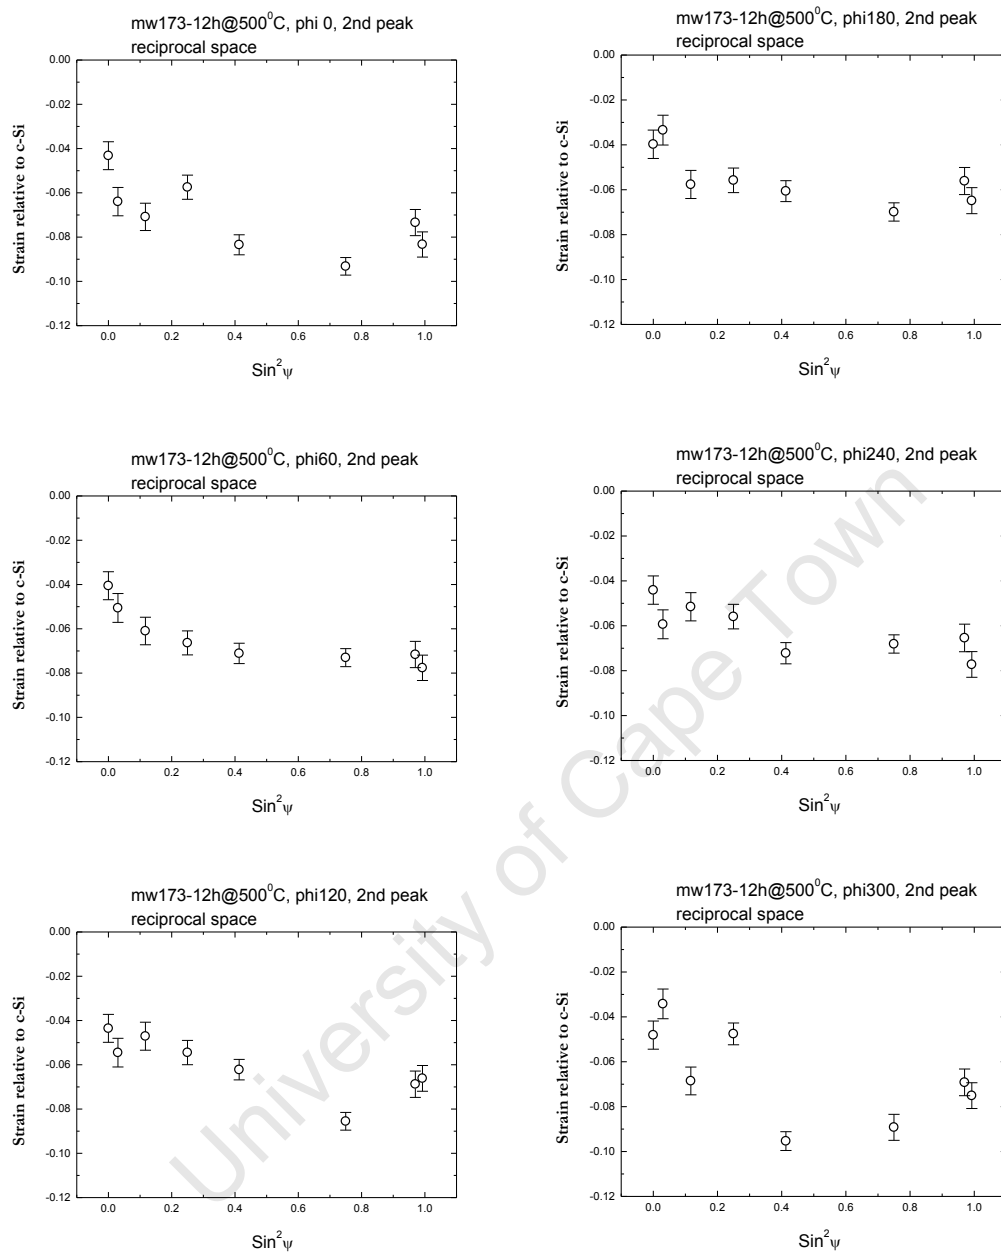 mw173-12h@500⁰C, phi 0, 2nd peak
reciprocal space
0.00
-0.02
-0.04
-0.06
-0.08
-0.10
-0.12
Strain relative to c-Si
0.0 0.2 0.4 0.6 0.8 1.0
Sin²ψ
mw173-12h@500⁰C, phi180, 2nd peak
reciprocal space
0.00
-0.02
-0.04
-0.06
-0.08
-0.10
-0.12
Strain relative to c-Si
0.0 0.2 0.4 0.6 0.8 1.0
Sin²ψ
mw173-12h@500⁰C, phi60, 2nd peak
reciprocal space
0.00
-0.02
-0.04
-0.06
-0.08
-0.10
-0.12
Strain relative to c-Si
0.0 0.2 0.4 0.6 0.8 1.0
Sin²ψ
mw173-12h@500⁰C, phi240, 2nd peak
reciprocal space
0.00
-0.02
-0.04
-0.06
-0.08
-0.10
-0.12
Strain relative to c-Si
0.0 0.2 0.4 0.6 0.8 1.0
Sin²ψ
mw173-12h@500⁰C, phi120, 2nd peak
reciprocal space
0.00
-0.02
-0.04
-0.06
-0.08
-0.10
-0.12
Strain relative to c-Si
0.0 0.2 0.4 0.6 0.8 1.0
Sin²ψ
mw173-12h@500⁰C, phi300, 2nd peak
reciprocal space
0.00
-0.02
-0.04
-0.06
-0.08
-0.10
-0.12
Strain relative to c-Si
0.0 0.2 0.4 0.6 0.8 1.0
Sin²ψ
University of Cape Town